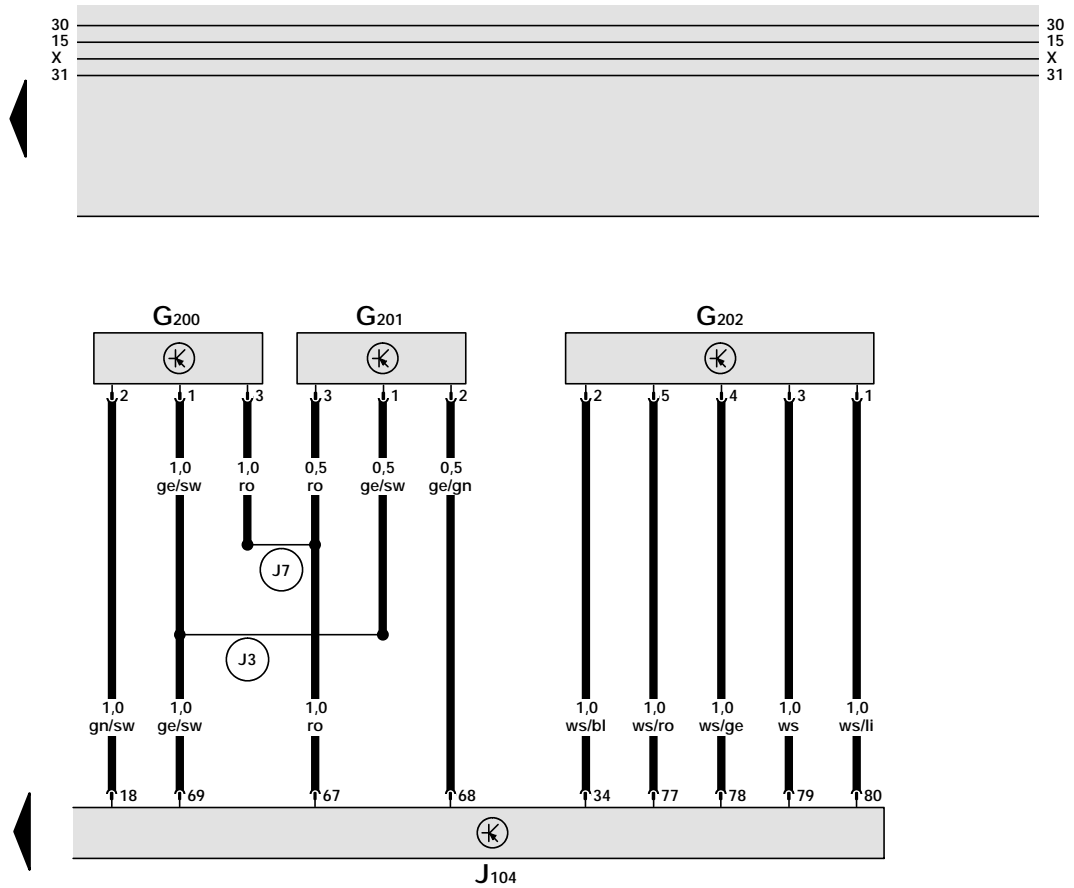 30 30
15 15
X X
31 31
G200 G201 G202
2 1 3 3 1 2 2 5 4 3 1
1,0 1,0 0,5 0,5 0,5
ge/sw ro ro ge/sw ge/gn
J7
J3
1,0 1,0 1,0 1,0 1,0 1,0 1,0 1,0
gn/sw ge/sw ro ws/bl ws/ro ws/ge ws ws/li
18 69 67 68 34 77 78 79 80
J104